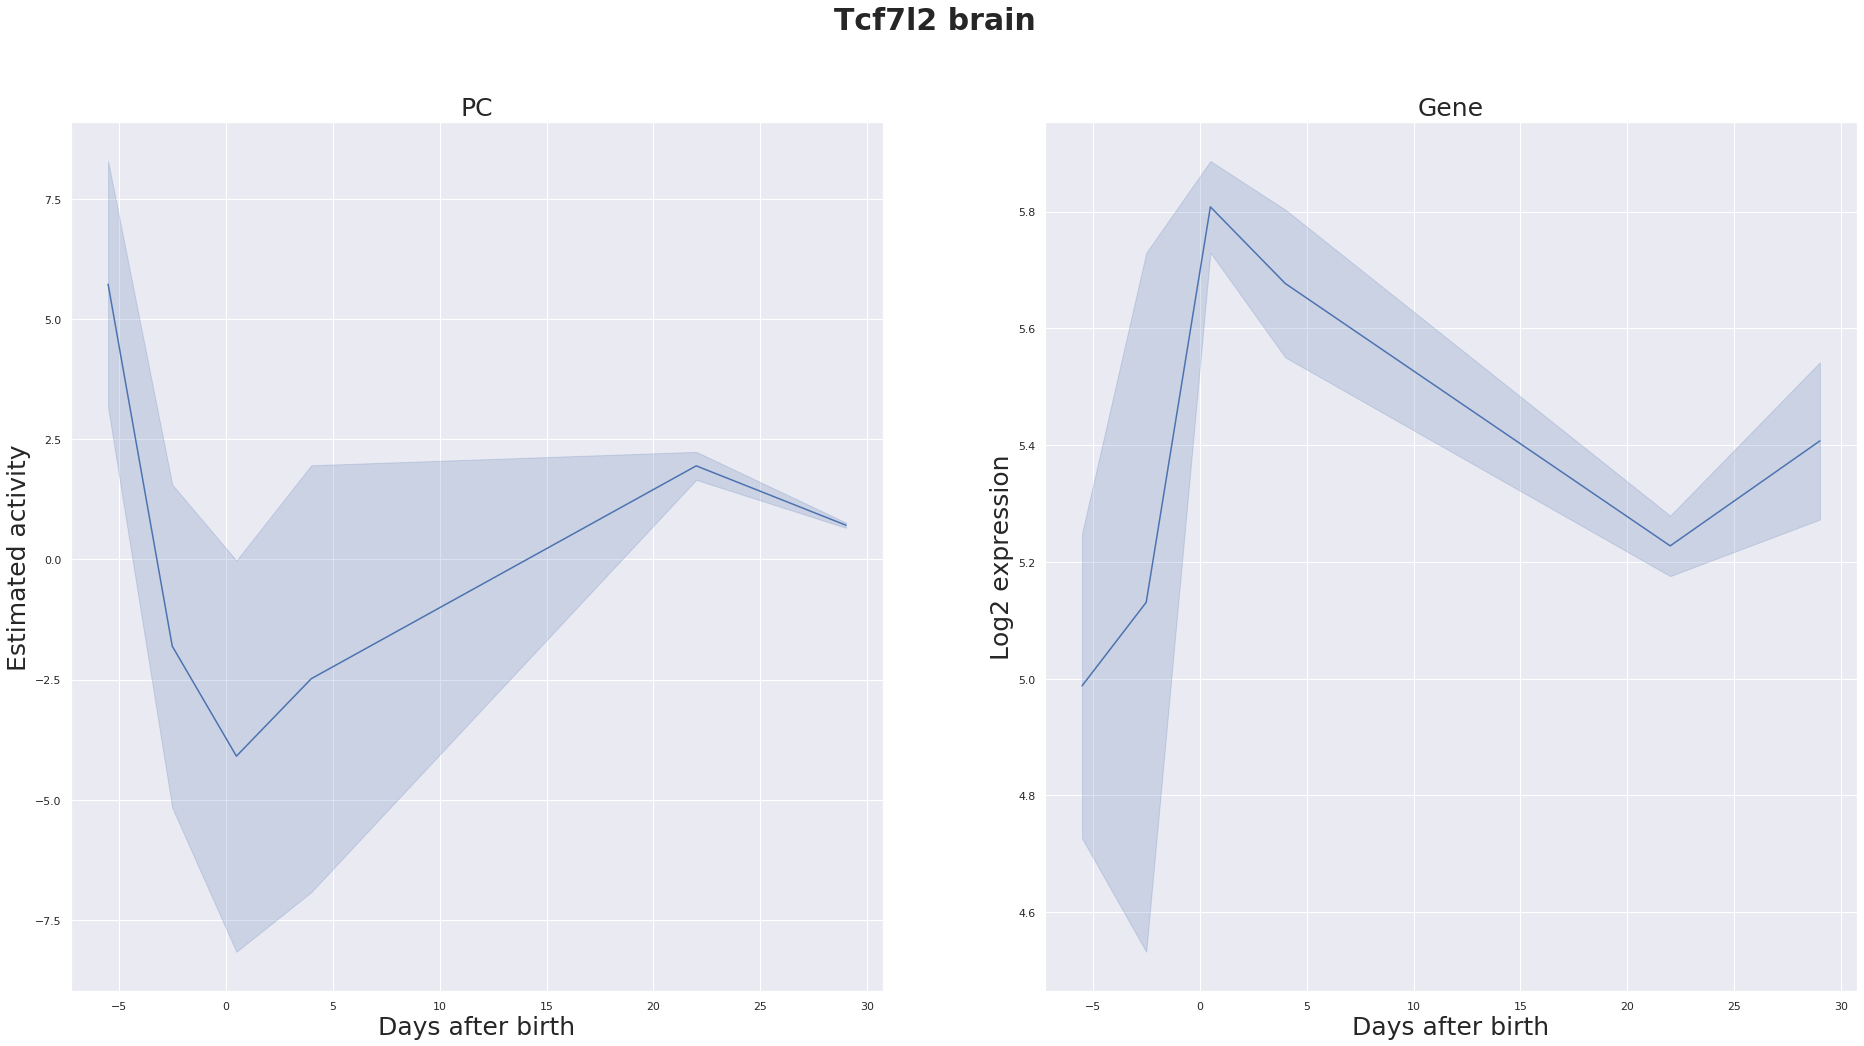 Tcf7l2 brain
PC
Estimated activity
7.5
5.0
2.5
0.0
−2.5
−5.0
−7.5
−5 0 5 10 15 20 25 30
Days after birth
Gene
Log2 expression
5.8
5.6
5.4
5.2
5.0
4.8
4.6
−5 0 5 10 15 20 25 30
Days after birth